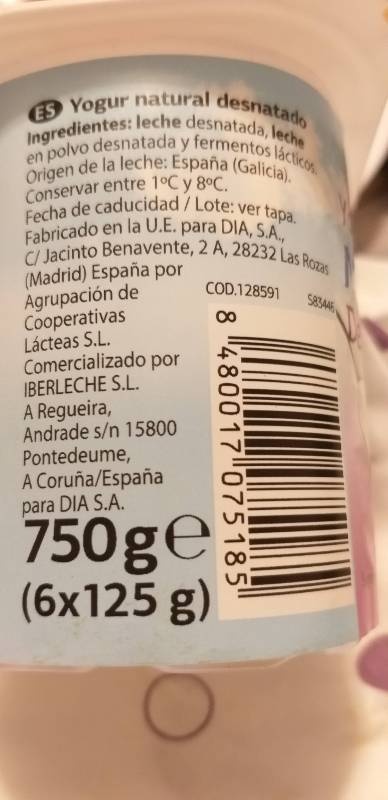 ES Yogur natural desnatado
Ingredientes: leche desnatada, leche
en polvo desnatada y fermentos lácticos.
Origen de la leche: España (Galicia).
Conservar entre 1ºC y 8ºC.
Fecha de caducidad / Lote: ver tapa.
Fabricado en la U.E. para DIA, S.A.,
C/ Jacinto Benavente, 2 A, 28232 Las Rozas
(Madrid) España por
Agrupación de
Cooperativas
Lácteas S.L.
Comercializado por
IBERLECHE S.L.
A Regueira,
Andrade s/n 15800
Pontedeume,
A Coruña/España
para DIA S.A.
750g e
(6x125 g)
COD.128591
S83446
8 480017 075185